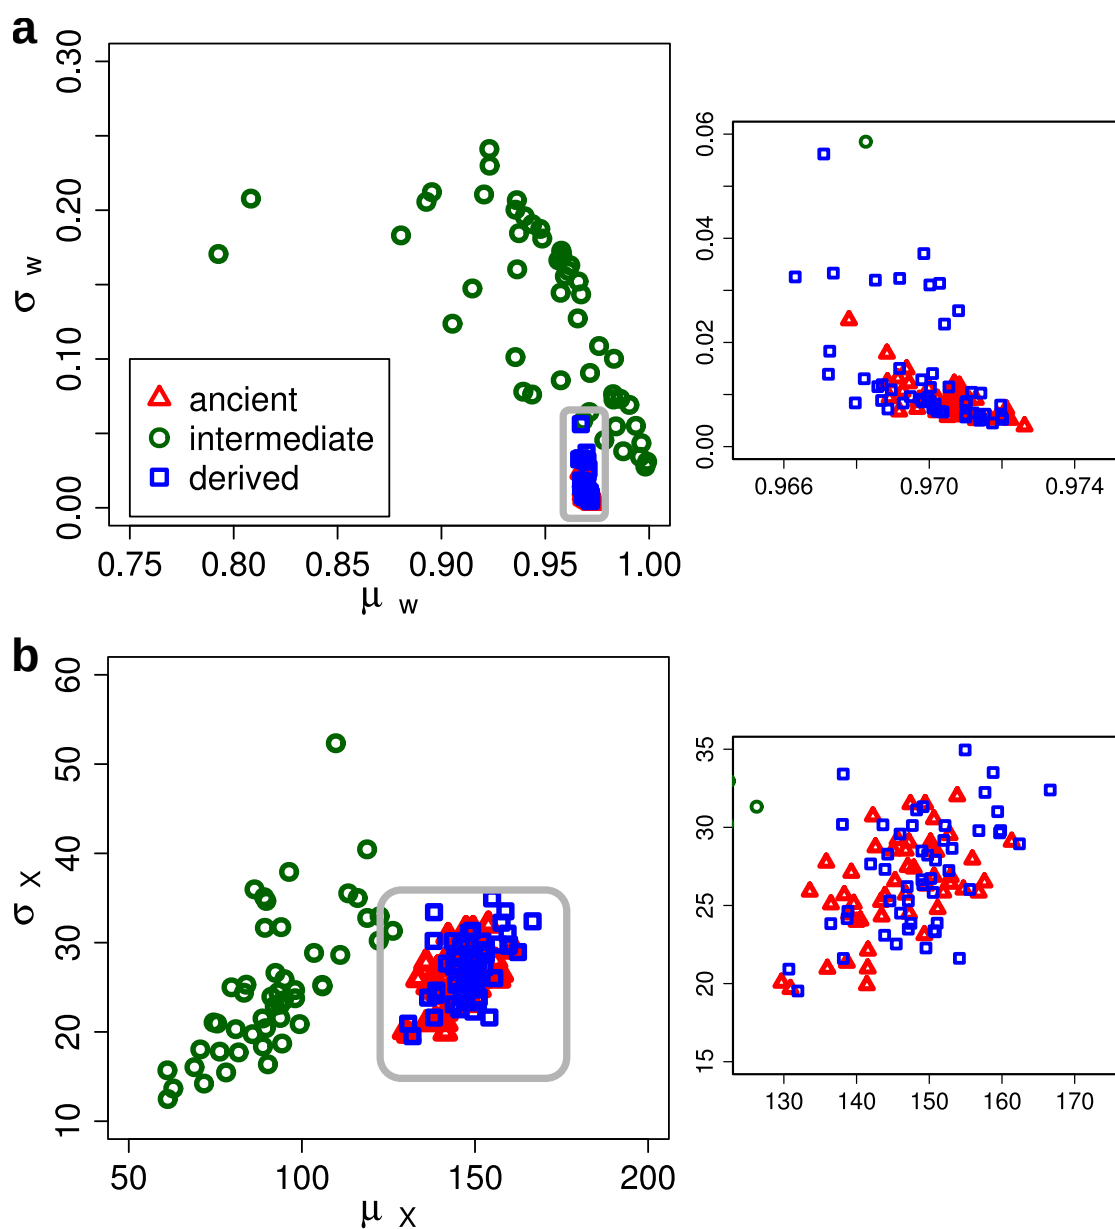 a
0.00 0.10 0.20 0.30
σ w
ancient
intermediate
derived
0.75 0.80 0.85 0.90 0.95 1.00
μ w
0.00 0.02 0.04 0.06
0.966 0.970 0.974
b
10 20 30 40 50 60
σ X
50 100 150 200
μ X
15 20 25 30 35
130 140 150 160 170